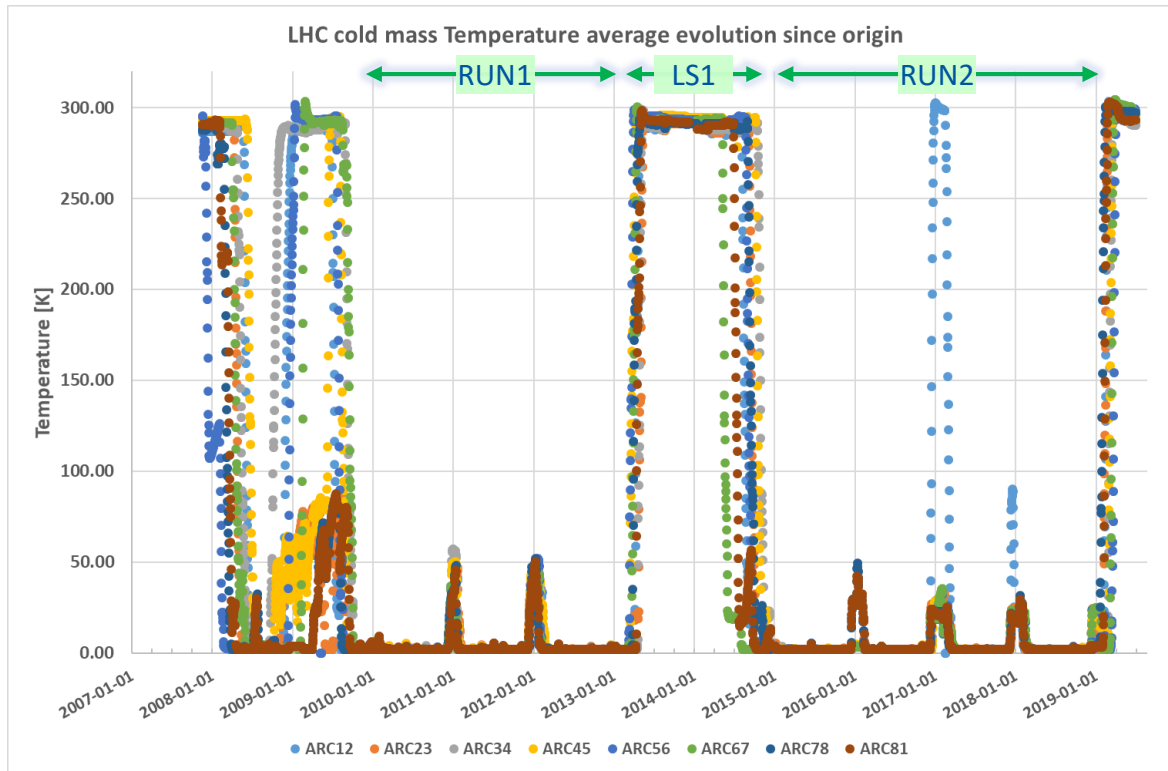 LHC cold mass Temperature average evolution since origin
RUN1 LS1 RUN2
Temperature [K]
300.00
250.00
200.00
150.00
100.00
50.00
0.00
2007-01-01 2008-01-01 2009-01-01 2010-01-01 2011-01-01 2012-01-01 2013-01-01 2014-01-01 2015-01-01 2016-01-01 2017-01-01 2018-01-01 2019-01-01
ARC12 ARC23 ARC34 ARC45 ARC56 ARC67 ARC78 ARC81